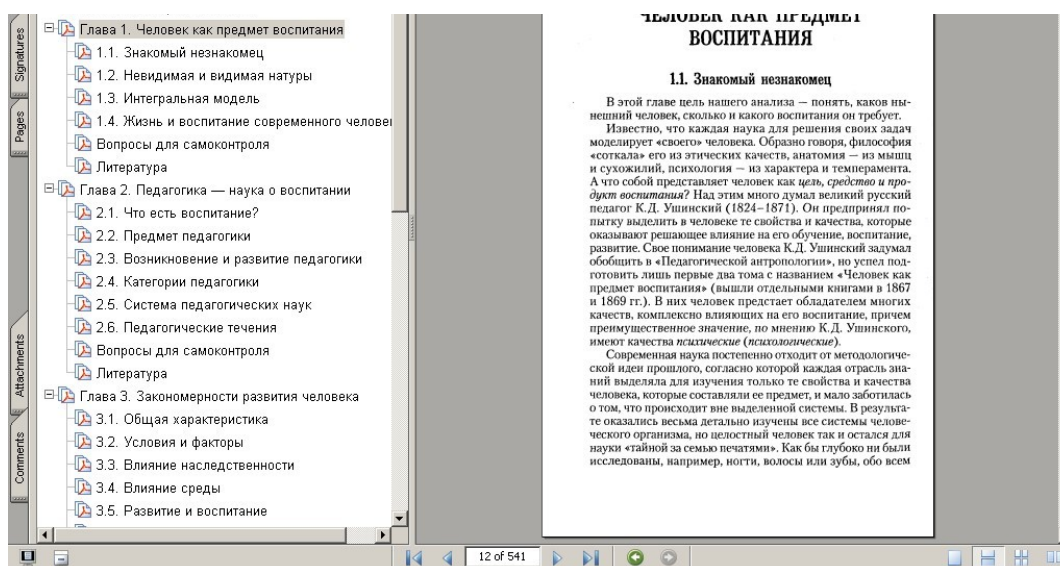 Signatures
Pages
Attachments
Comments
Глава 1. Человек как предмет воспитания
1.1. Знакомый незнакомец
1.2. Невидимая и видимая натуры
1.3. Интегральная модель
1.4. Жизнь и воспитание современного челове
Вопросы для самоконтроля
Литература
Глава 2. Педагогика — наука о воспитании
2.1. Что есть воспитание?
2.2. Предмет педагогики
2.3. Возникновение и развитие педагогики
2.4. Категории педагогики
2.5. Система педагогических наук
2.6. Педагогические течения
Вопросы для самоконтроля
Литература
Глава 3. Закономерности развития человека
3.1. Общая характеристика
3.2. Условия и факторы
3.3. Влияние наследственности
3.4. Влияние среды
3.5. Развитие и воспитание
ЧЕЛОВЕК КАК ПРЕДМЕТ
ВОСПИТАНИЯ
1.1. Знакомый незнакомец
В этой главе цель нашего анализа — понять, каков ны-
нешний человек, сколько и какого воспитания он требует.
Известно, что каждая наука для решения своих задач
моделирует «своего» человека. Образно говоря, философия
«соткала» его из этических качеств, анатомия — из мышц
и сухожилий, психология — из характера и темперамента.
А что собой представляет человек как цель, средство и про-
дукт воспитания? Над этим много думал великий русский
педагог К.Д. Ушинский (1824–1871). Он предпринял по-
пытку выделить в человеке те свойства и качества, которые
оказывают решающее влияние на его обучение, воспитание,
развитие. Свое понимание человека К.Д. Ушинский задумал
обобщить в «Педагогической антропологии», но успел под-
готовить лишь первые два тома с названием «Человек как
предмет воспитания» (вышли отдельными книгами в 1867
и 1869 гг.). В них человек предстает обладателем многих
качеств, комплексно влияющих на его воспитание, причем
преимущественное значение, по мнению К.Д. Ушинского,
имеют качества психические (психологические).
Современная наука постепенно отходит от методологиче-
ской идеи прошлого, согласно которой каждая отрасль зна-
ний выделяла для изучения только те свойства и качества
человека, которые составляли ее предмет, и мало заботилась
о том, что происходит вне выделенной системы. В результа-
те оказались весьма детально изучены все системы челове-
ческого организма, но целостный человек так и остался для
науки «тайной за семью печатями». Как бы глубоко ни были
исследованы, например, ногти, волосы или зубы, обо всем
12 of 541